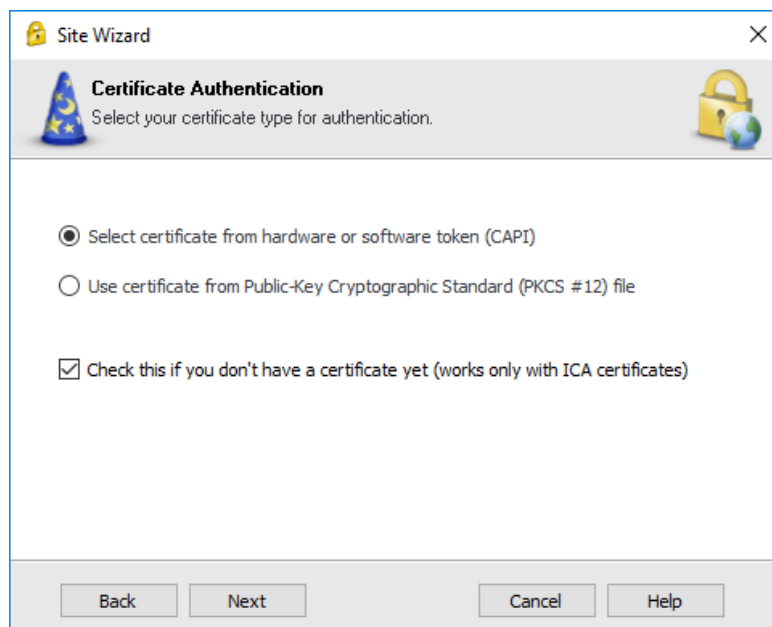 Site Wizard
Certificate Authentication
Select your certificate type for authentication.
Select certificate from hardware or software token (CAPI)
Use certificate from Public-Key Cryptographic Standard (PKCS #12) file
Check this if you don't have a certificate yet (works only with ICA certificates)
Back Next Cancel Help